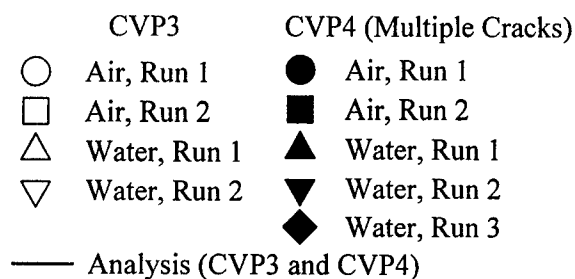 CVP3 CVP4 (Multiple Cracks)
Air, Run 1 Air, Run 1
Air, Run 2 Air, Run 2
Water, Run 1 Water, Run 1
Water, Run 2 Water, Run 2
Water, Run 3
Analysis (CVP3 and CVP4)